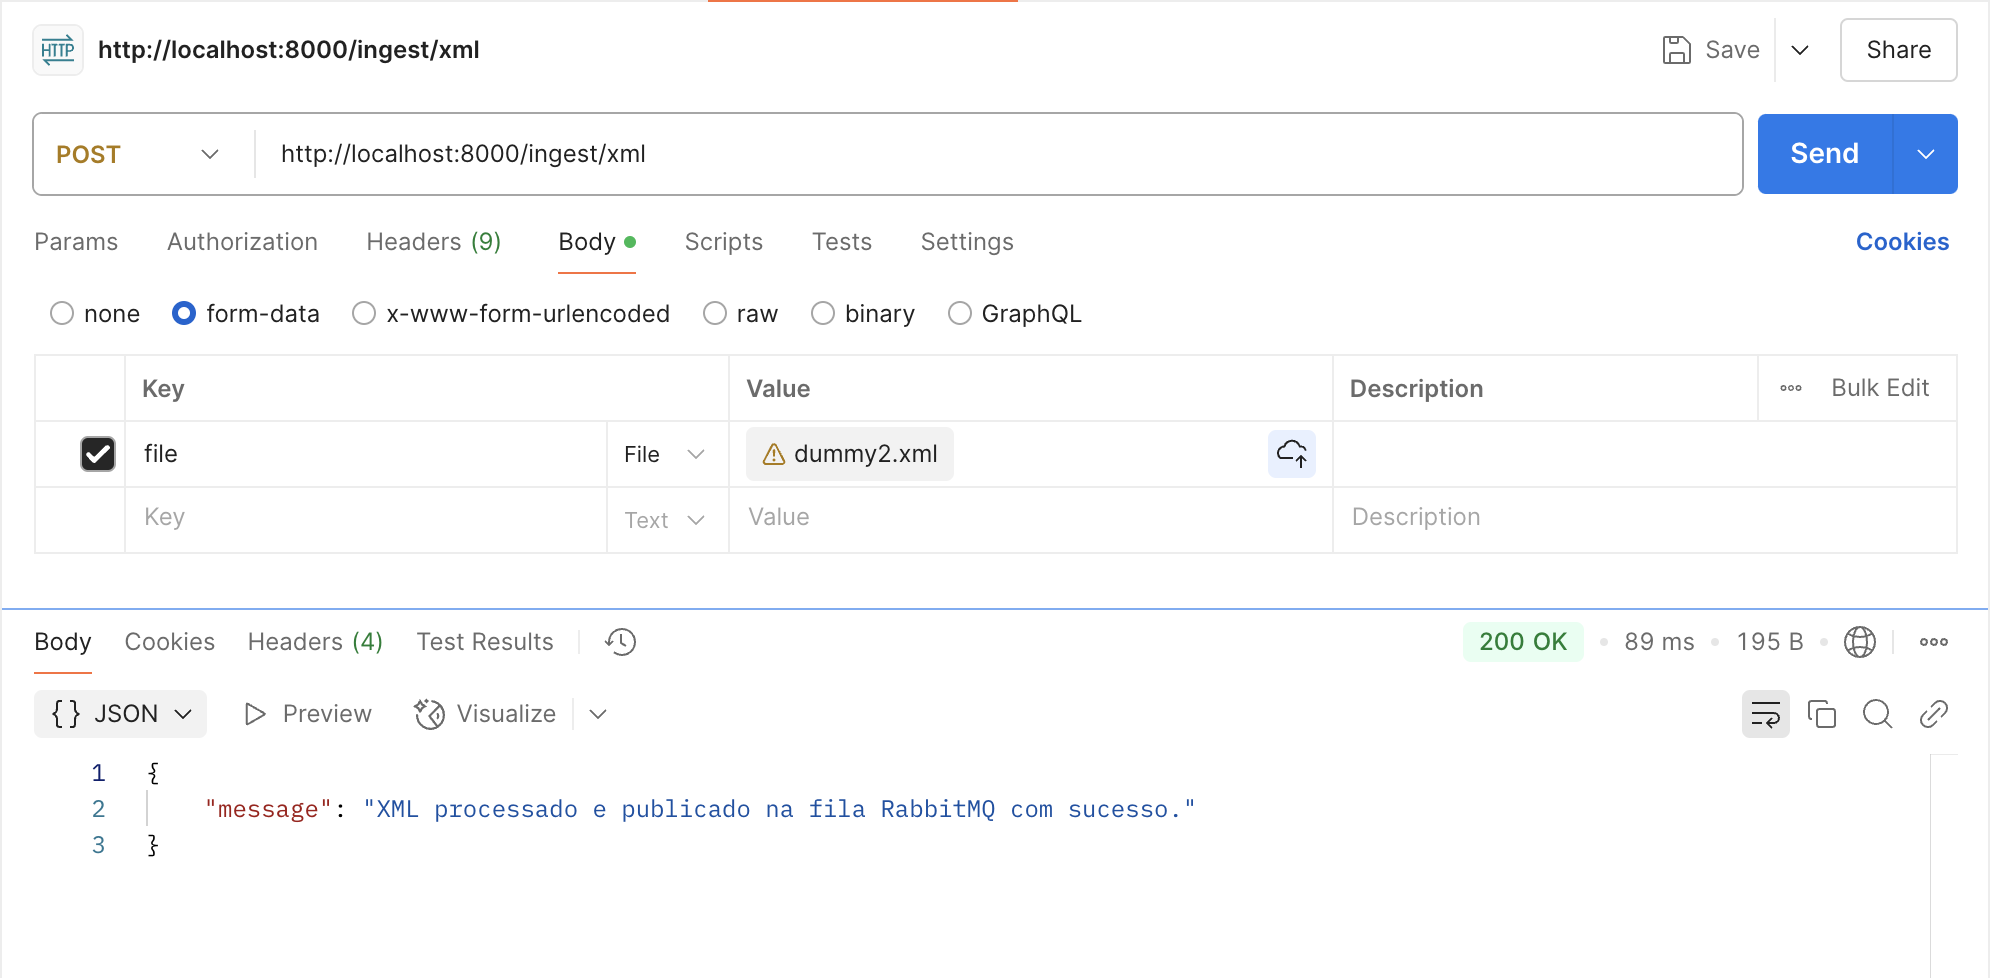 HTTP http://localhost:8000/ingest/xml Save Share
POST http://localhost:8000/ingest/xml Send
Params Authorization Headers (9) Body Scripts Tests Settings Cookies
none form-data x-www-form-urlencoded raw binary GraphQL
Key Value Description Bulk Edit
file File dummy2.xml
Key Text Value Description
Body Cookies Headers (4) Test Results 200 OK 89 ms 195 B
{} JSON Preview Visualize
1 {
2 "message": "XML processado e publicado na fila RabbitMQ com sucesso."
3 }